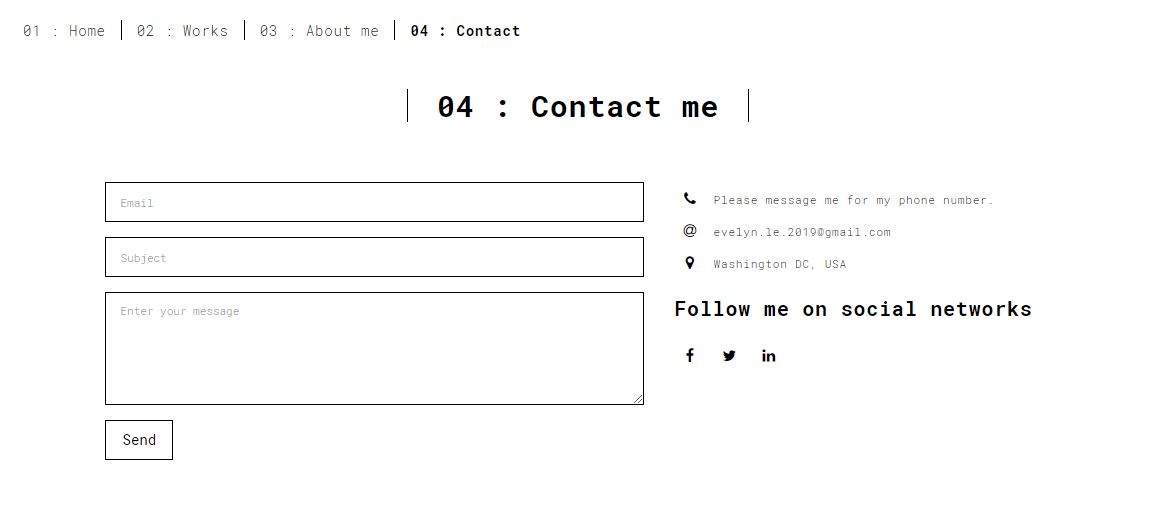 01 : Home 02 : Works 03 : About me 04 : Contact
04 : Contact me
Email
Subject
Enter your message
Send
Please message me for my phone number.
evelyn.le.2019@gmail.com
Washington DC, USA
Follow me on social networks